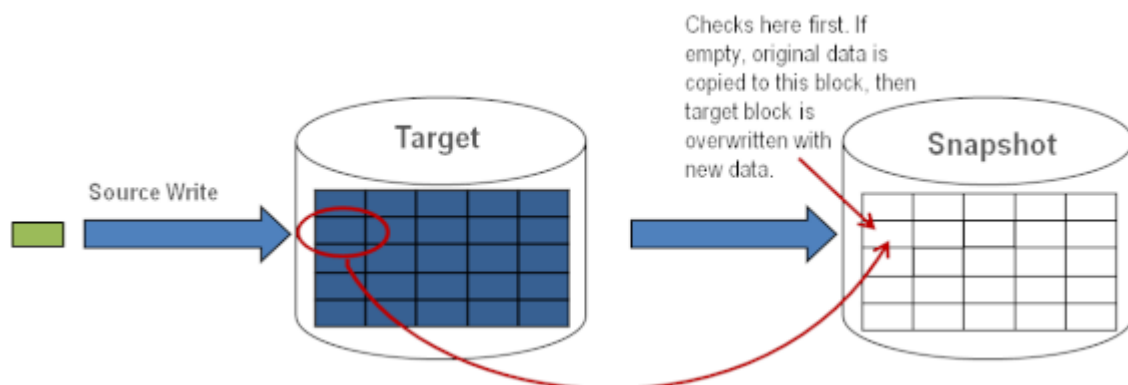 Checks here first. If
empty, original data is
copied to this block, then
target block is
overwritten with
new data.
Target
Snapshot
Source Write